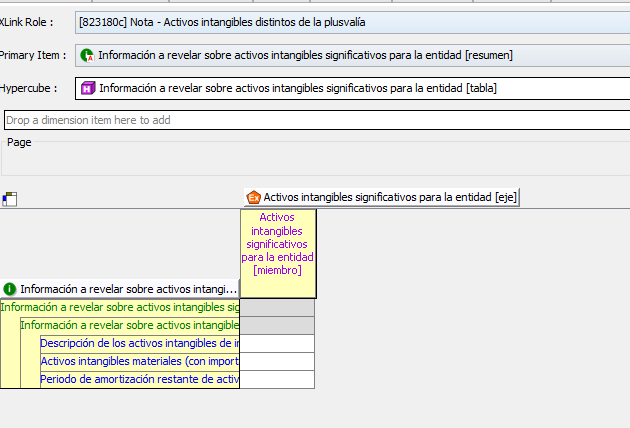 XLink Role : [823180c] Nota - Activos intangibles distintos de la plusvalía
Primary Item : Información a revelar sobre activos intangibles significativos para la entidad [resumen]
Hypercube : Información a revelar sobre activos intangibles significativos para la entidad [tabla]
Drop a dimension item here to add
Page
Activos intangibles significativos para la entidad [eje]
Activos
intangibles
significativos
para la entidad
[miembro]
Información a revelar sobre activos intangi...
Información a revelar sobre activos intangibles sig
Información a revelar sobre activos intangible
Descripción de los activos intangibles de i
Activos intangibles materiales (con import
Periodo de amortización restante de activ